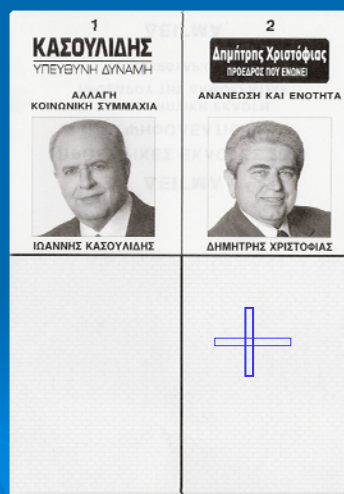 1
ΚΑΣΟΥΛΙΔΗΣ
ΥΠΕΥΘΥΝΗ ΔΥΝΑΜΗ
ΑΛΛΑΓΗ
ΚΟΙΝΩΝΙΚΗ ΣΥΜΜΑΧΙΑ
ΙΩΑΝΝΗΣ ΚΑΣΟΥΛΙΔΗΣ
2
Δημήτρης Χριστόφιας
ΠΡΟΕΔΡΟΣ ΠΟΥ ΕΝΩΝΕΙ
ΑΝΑΝΕΩΣΗ ΚΑΙ ΕΝΟΤΗΤΑ
ΔΗΜΗΤΡΗΣ ΧΡΙΣΤΟΦΙΑΣ